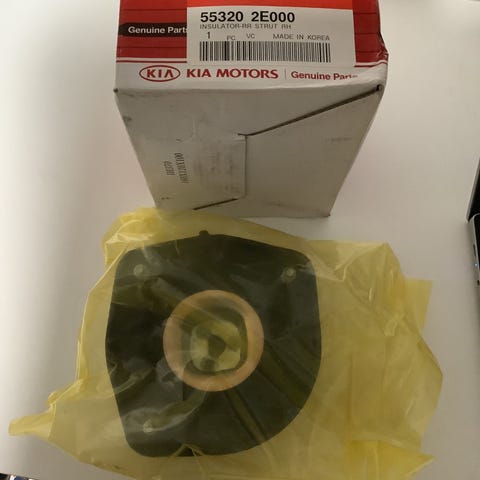 55320 2E000
INSULATOR-RR STRUT RH
1 PC VC MADE IN KOREA
Genuine Parts
KIA KIA MOTORS Genuine Parts